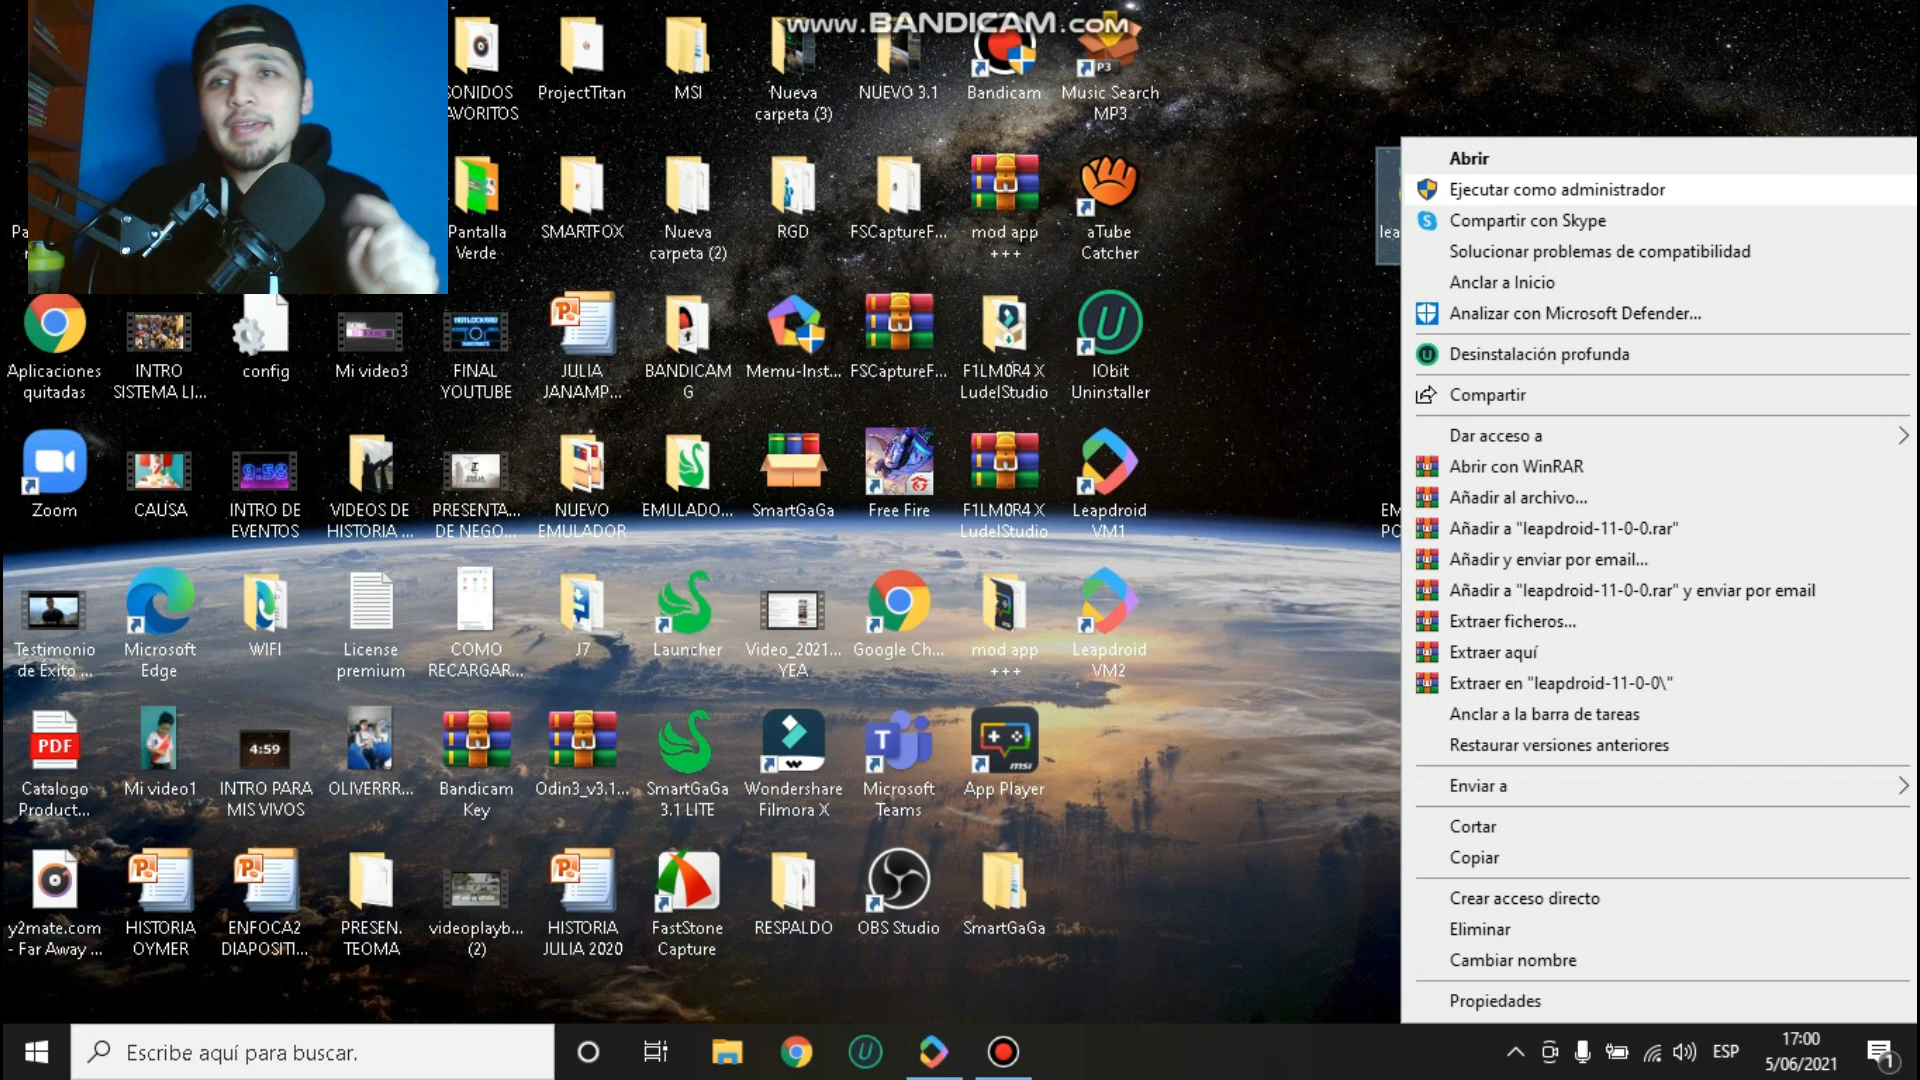 www.BANDICAM.com
SONIDOS
FAVORITOS
ProjectTitan
MSI
Nueva
carpeta (3)
NUEVO 3.1
Bandicam
Music Search
MP3
Pantalla
Verde
SMARTFOX
Nueva
carpeta (2)
RGD
FSCaptureF...
mod app
+++
aTube
Catcher
Aplicaciones
quitadas
INTRO
SISTEMA LI...
config
Mi video3
FINAL
YOUTUBE
JULIA
JANAMP...
BANDICAM
G
Memu-Inst...
FSCaptureF...
F1LM0R4 X
LudelStudio
IObit
Uninstaller
Zoom
CAUSA
9:58
INTRO DE
EVENTOS
VIDEOS DE
HISTORIA ...
PRESENTA...
DE NEGO...
NUEVO
EMULADOR
EMULADO...
SmartGaGa
Free Fire
F1LM0R4 X
LudelStudio
Leapdroid
VM1
Testimonio
de Éxito ...
Microsoft
Edge
WIFI
License
premium
COMO
RECARGAR...
J7
Launcher
Video_2021...
YEA
Google Ch...
mod app
+++
Leapdroid
VM2
PDF
Catalogo
Product...
Mi video1
4:59
INTRO PARA
MIS VIVOS
OLIVERRR...
Bandicam
Key
Odin3_v3.1...
SmartGaGa
3.1 LITE
Wondershare
Filmora X
Microsoft
Teams
msi
App Player
y2mate.com
- Far Away ...
HISTORIA
OYMER
ENFOCA2
DIAPOSITI...
PRESEN.
TEOMA
videoplayb...
(2)
HISTORIA
JULIA 2020
FastStone
Capture
RESPALDO
OBS Studio
SmartGaGa
Abrir
Ejecutar como administrador
Compartir con Skype
Solucionar problemas de compatibilidad
Anclar a Inicio
Analizar con Microsoft Defender...
Desinstalación profunda
Compartir
Dar acceso a
Abrir con WinRAR
Añadir al archivo...
Añadir a "leapdroid-11-0-0.rar"
Añadir y enviar por email...
Añadir a "leapdroid-11-0-0.rar" y enviar por email
Extraer ficheros...
Extraer aquí
Extraer en "leapdroid-11-0-0\"
Anclar a la barra de tareas
Restaurar versiones anteriores
Enviar a
Cortar
Copiar
Crear acceso directo
Eliminar
Cambiar nombre
Propiedades
Escribe aquí para buscar.
ESP
17:00
5/06/2021
1